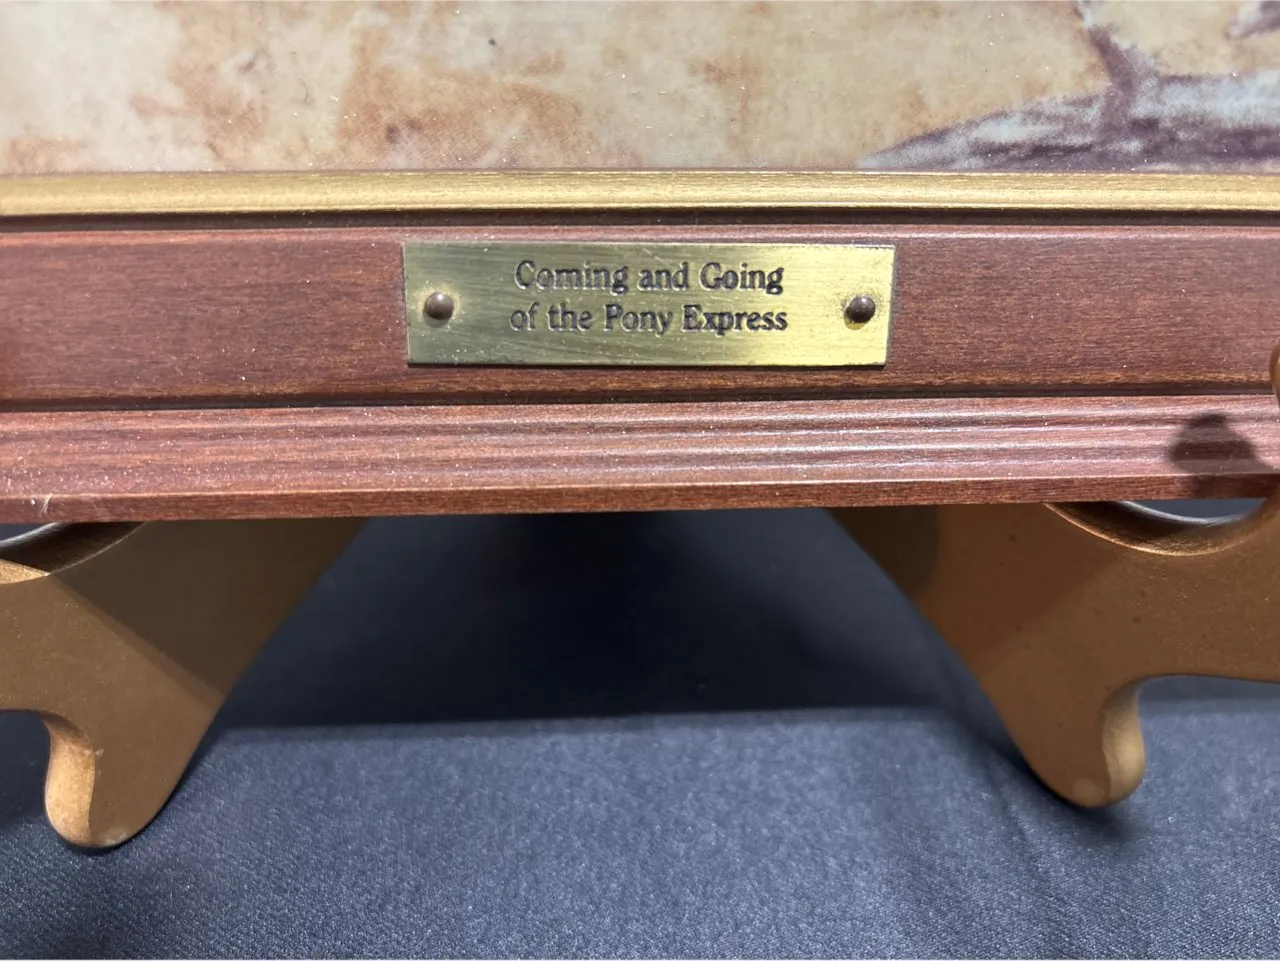 Coming and Going
of the Pony Express